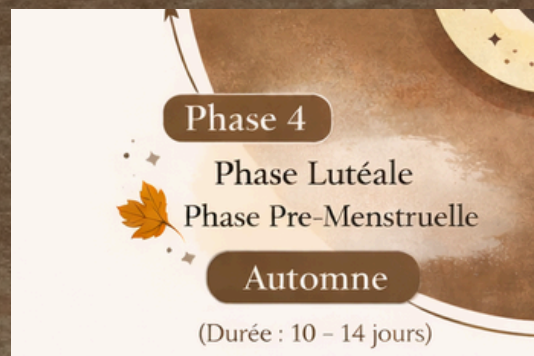 Phase 4
Phase Lutéale
Phase Pre-Menstruelle
Automne
(Durée : 10 – 14 jours)